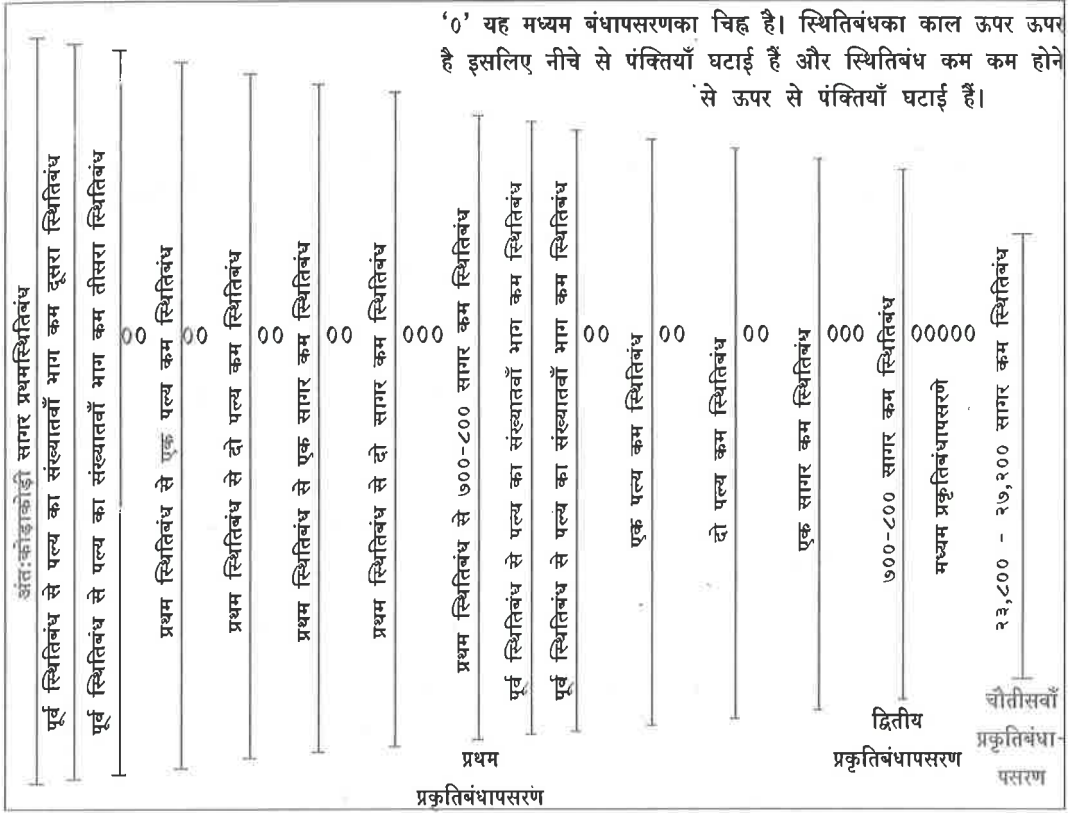 '0' यह मध्यम बंधापसरणका चिह्न है। स्थितिबंधका काल ऊपर ऊपर
है इसलिए नीचे से पंक्तियाँ घटाई हैं और स्थितिबंध कम कम होने
से ऊपर से पंक्तियाँ घटाई हैं।
अंतःकोड़ाकोड़ी सागर प्रथमस्थितिबंध
पूर्व स्थितिबंध से पल्य का संख्यातवाँ भाग कम दूसरा स्थितिबंध
पूर्व स्थितिबंध से पल्य का संख्यातवाँ भाग कम तीसरा स्थितिबंध
00
प्रथम स्थितिबंध से एक पल्य कम स्थितिबंध
00
प्रथम स्थितिबंध से दो पल्य कम स्थितिबंध
00
प्रथम स्थितिबंध से एक सागर कम स्थितिबंध
00
प्रथम स्थितिबंध से दो सागर कम स्थितिबंध
000
प्रथम स्थितिबंध से ७००-८०० सागर कम स्थितिबंध
पूर्व स्थितिबंध से पल्य का संख्यातवाँ भाग कम स्थितिबंध
पूर्व स्थितिबंध से पल्य का संख्यातवाँ भाग कम स्थितिबंध
00
एक पल्य कम स्थितिबंध
00
दो पल्य कम स्थितिबंध
00
एक सागर कम स्थितिबंध
000
७००-८०० सागर कम स्थितिबंध
00000
मध्यम प्रकृतिबंधापसरणे
२३,८०० - २७,२०० सागर कम स्थितिबंध
प्रथम
प्रकृतिबंधापसरण
द्वितीय
प्रकृतिबंधापसरण
चौतीसवाँ
प्रकृतिबंधा-
पसरण